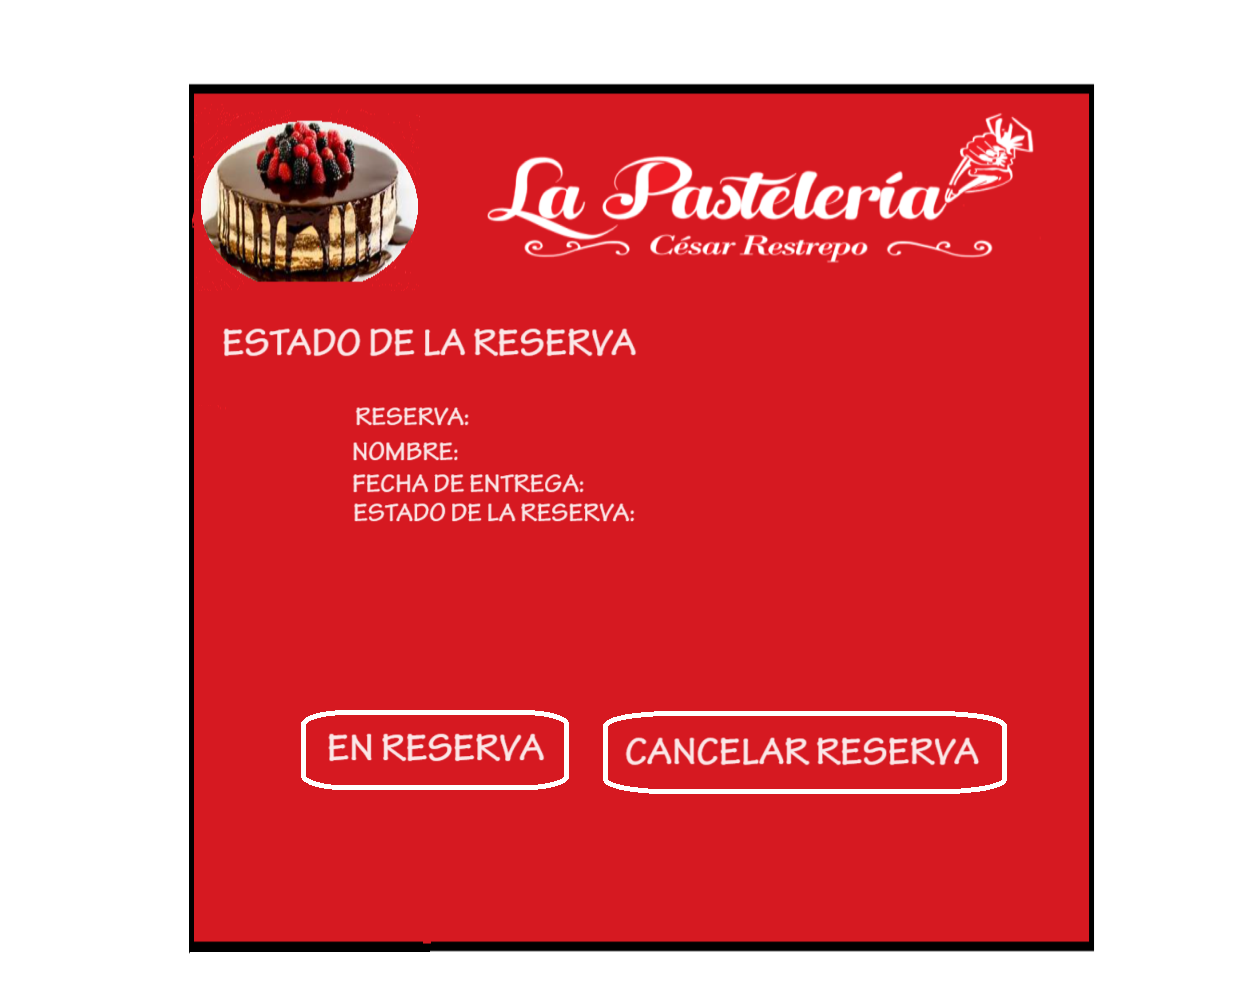 La Pastelería
César Restrepo
ESTADO DE LA RESERVA
RESERVA:
NOMBRE:
FECHA DE ENTREGA:
ESTADO DE LA RESERVA:
EN RESERVA
CANCELAR RESERVA